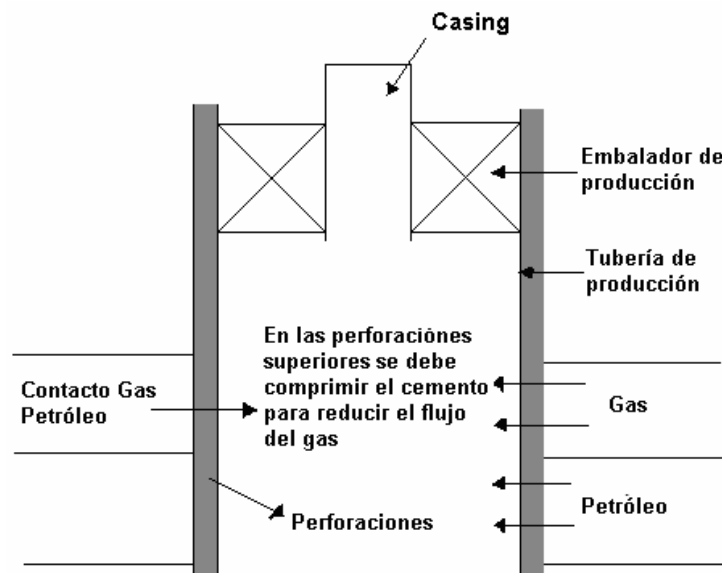 Casing
Embalador de
producción
Tubería de
producción
En las perforaciónes
superiores se debe
comprimir el cemento
para reducir el flujo
del gas
Contacto Gas
Petróleo
Gas
Petróleo
Perforaciones